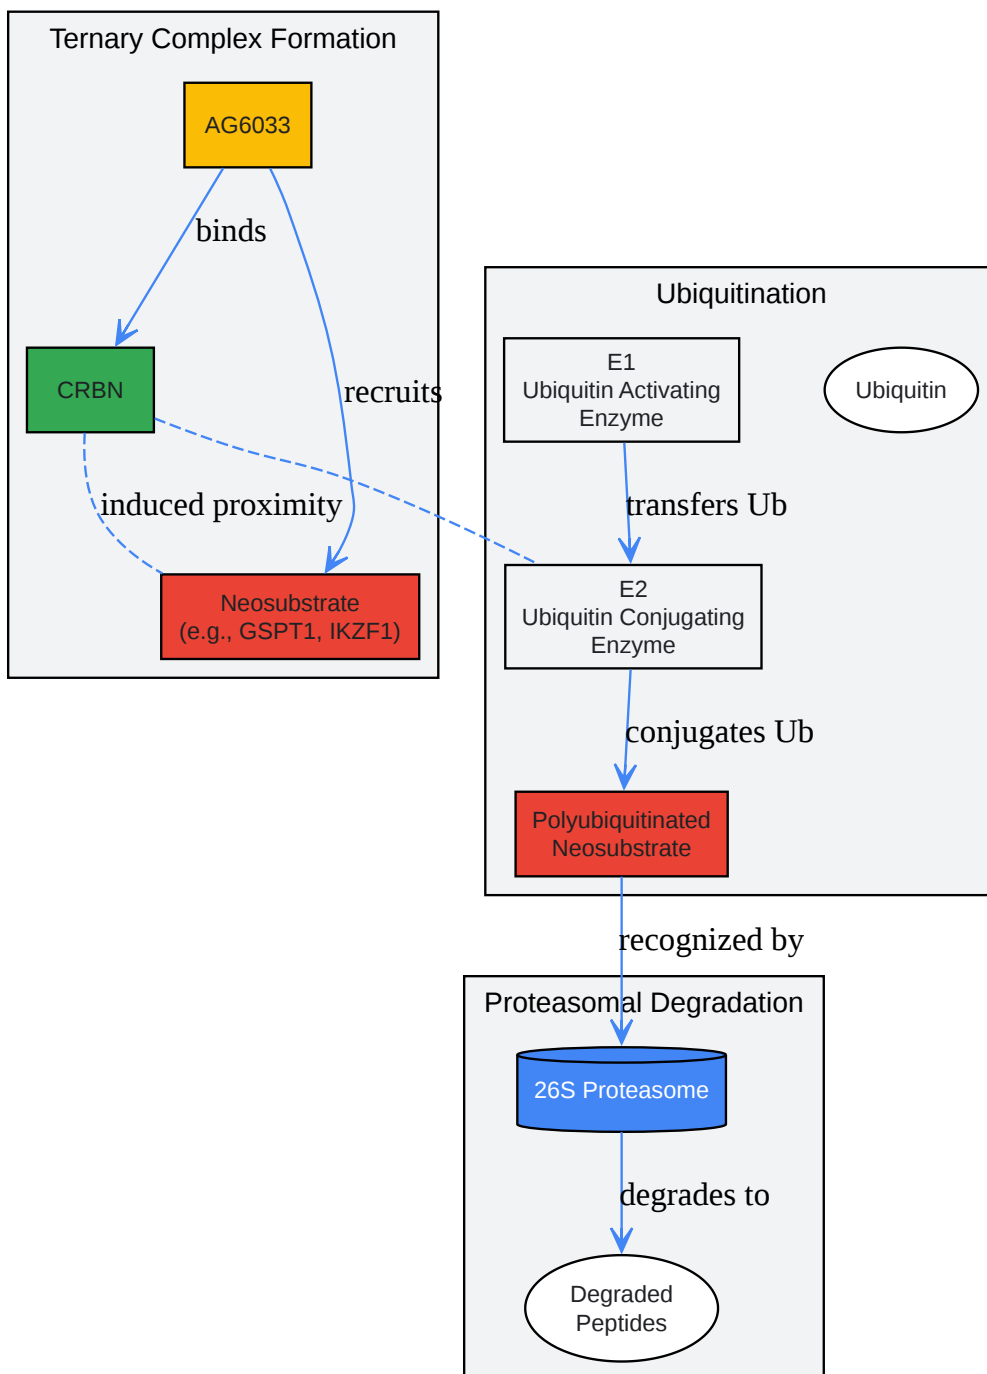 Ternary Complex Formation
AG6033
binds
CRBN
recruits
induced proximity
Neosubstrate
(e.g., GSPT1, IKZF1)
Ubiquitination
E1
Ubiquitin Activating
Enzyme
Ubiquitin
transfers Ub
E2
Ubiquitin Conjugating
Enzyme
conjugates Ub
Polyubiquitinated
Neosubstrate
recognized by
Proteasomal Degradation
26S Proteasome
degrades to
Degraded
Peptides